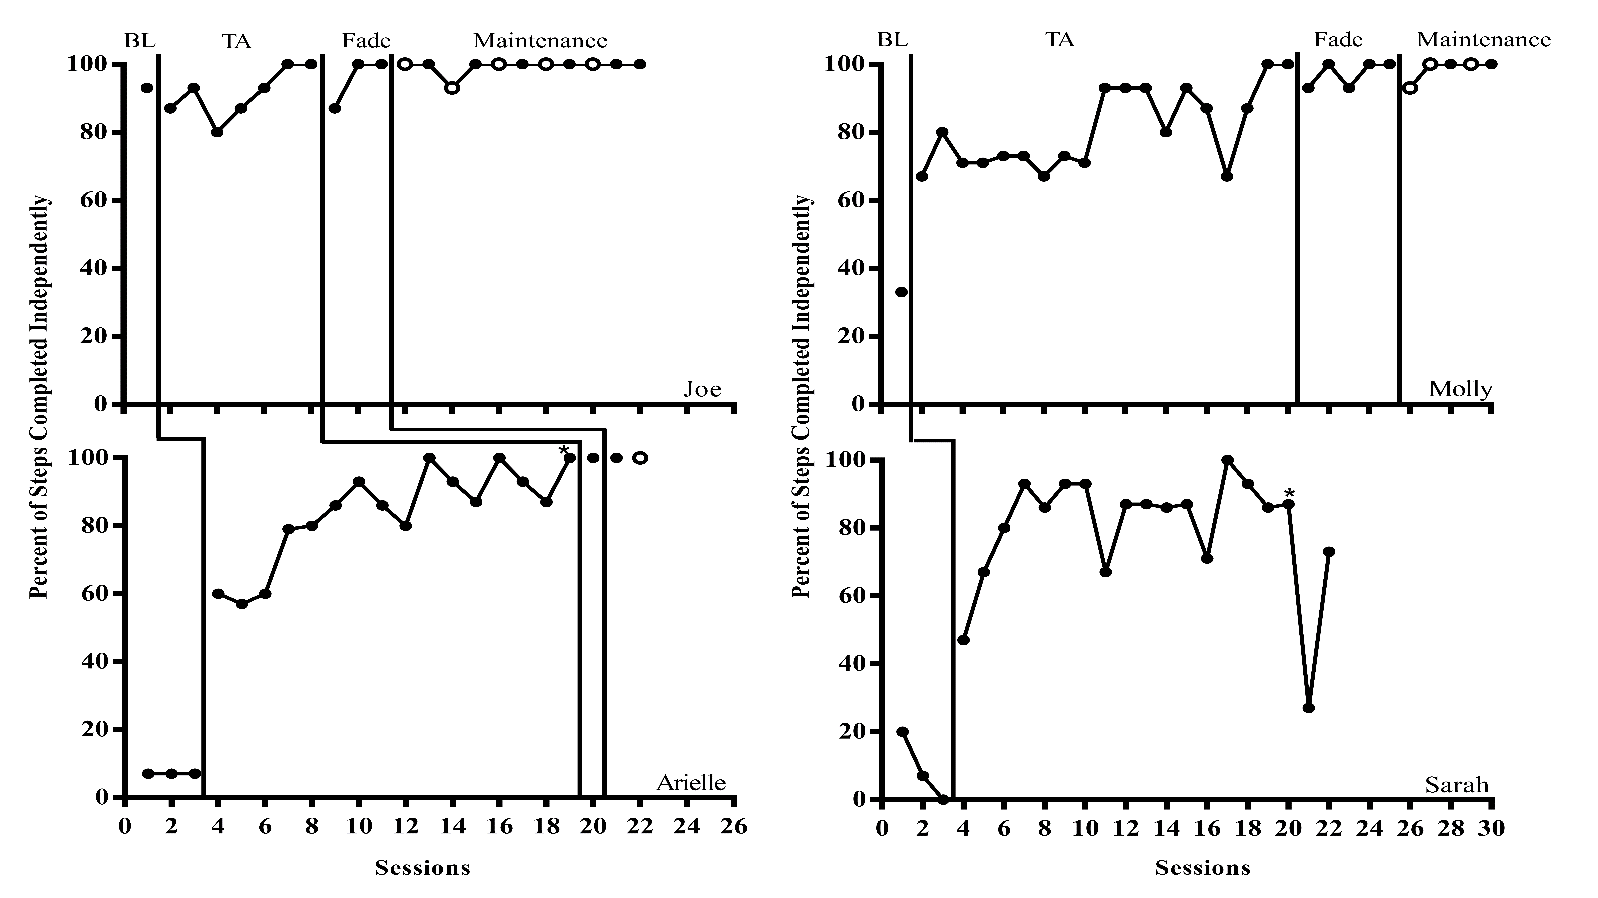 BL TA Fade Maintenance
100
80
60
40
20
0
Joe
Percent of Steps Completed Independently
100
80
60
40
20
0
*
Arielle
0 2 4 6 8 10 12 14 16 18 20 22 24 26
Sessions
BL TA Fade Maintenance
100
80
60
40
20
0
Molly
Percent of Steps Completed Independently
100
80
60
40
20
0
*
Sarah
0 2 4 6 8 10 12 14 16 18 20 22 24 26 28 30
Sessions